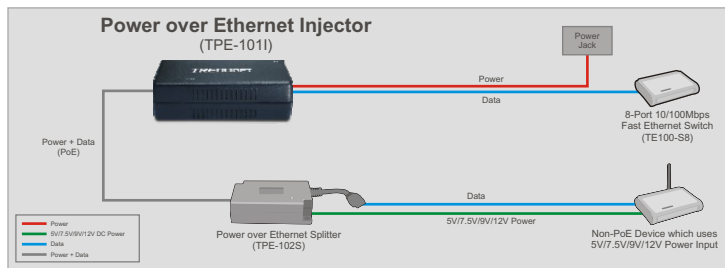 Power over Ethernet Injector
(TPE-101I)
Power
Jack
TRENDNET
Power
Data
8-Port 10/100Mbps
Fast Ethernet Switch
(TE100-S8)
Power + Data
(PoE)
Data
5V/7.5V/9V/12V Power
Power over Ethernet Splitter
(TPE-102S)
Non-PoE Device which uses
5V/7.5V/9V/12V Power Input
Power
5V/7.5V/9V/12V DC Power
Data
Power + Data